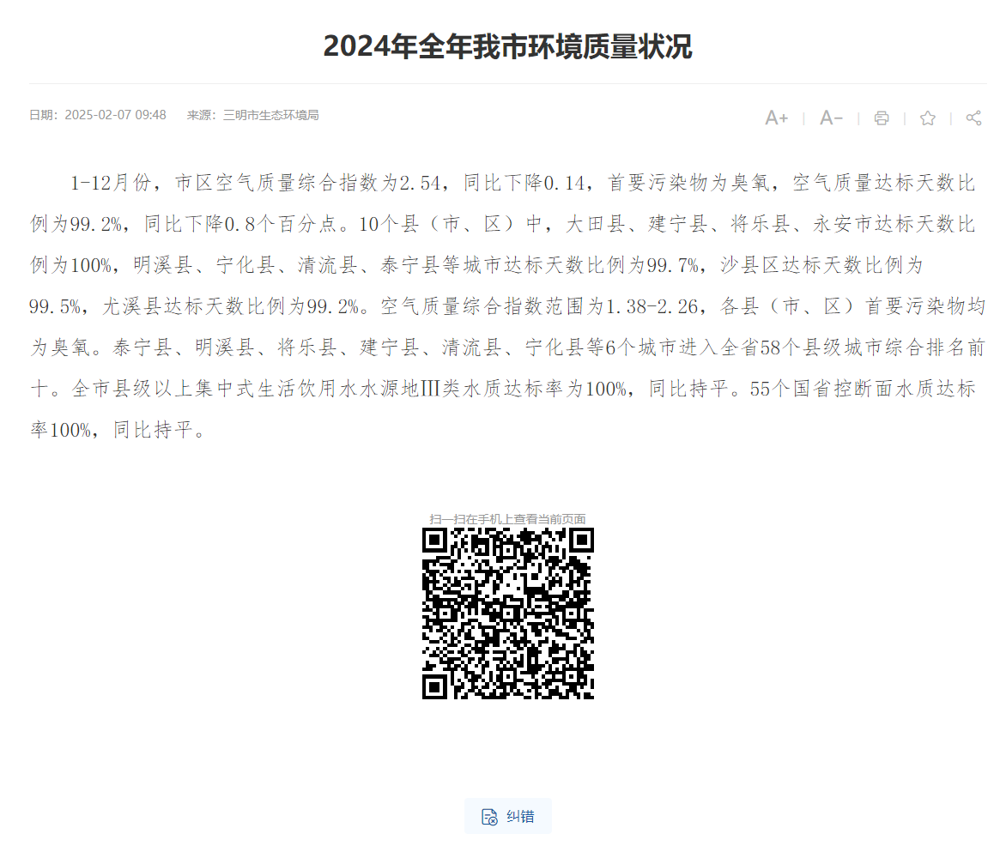 2024年全年我市环境质量状况
日期：2025-02-07 09:48 来源：三明市生态环境局
A+ | A- | | |
1-12月份，市区空气质量综合指数为2.54，同比下降0.14，首要污染物为臭氧，空气质量达标天数比
例为99.2%，同比下降0.8个百分点。10个县（市、区）中，大田县、建宁县、将乐县、永安市达标天数比
例为100%，明溪县、宁化县、清流县、泰宁县等城市达标天数比例为99.7%，沙县区达标天数比例为
99.5%，尤溪县达标天数比例为99.2%。空气质量综合指数范围为1.38-2.26，各县（市、区）首要污染物均
为臭氧。泰宁县、明溪县、将乐县、建宁县、清流县、宁化县等6个城市进入全省58个县级城市综合排名前
十。全市县级以上集中式生活饮用水水源地Ⅲ类水质达标率为100%，同比持平。55个国省控断面水质达标
率100%，同比持平。
扫一扫在手机上查看当前页面
纠错